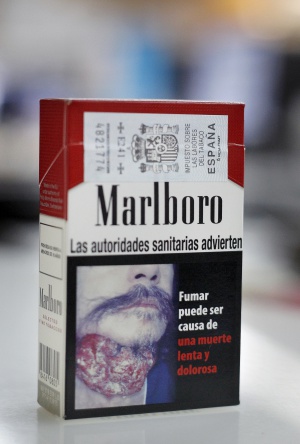 4821774
IMPUESTO SOBRE
LAS LABORES
DEL TABACO
ESPAÑA
Marlboro
Las autoridades sanitarias advierten
Fumar
puede ser
causa de
una muerte
lenta y
dolorosa
Marlboro